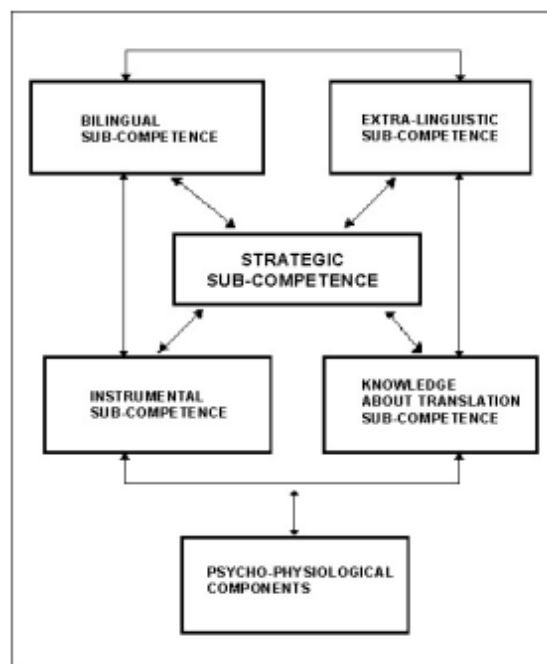 BILINGUAL
SUB-COMPETENCE
EXTRA-LINGUISTIC
SUB-COMPETENCE
STRATEGIC
SUB-COMPETENCE
INSTRUMENTAL
SUB-COMPETENCE
KNOWLEDGE
ABOUT TRANSLATION
SUB-COMPETENCE
PSYCHO-PHYSIOLOGICAL
COMPONENTS